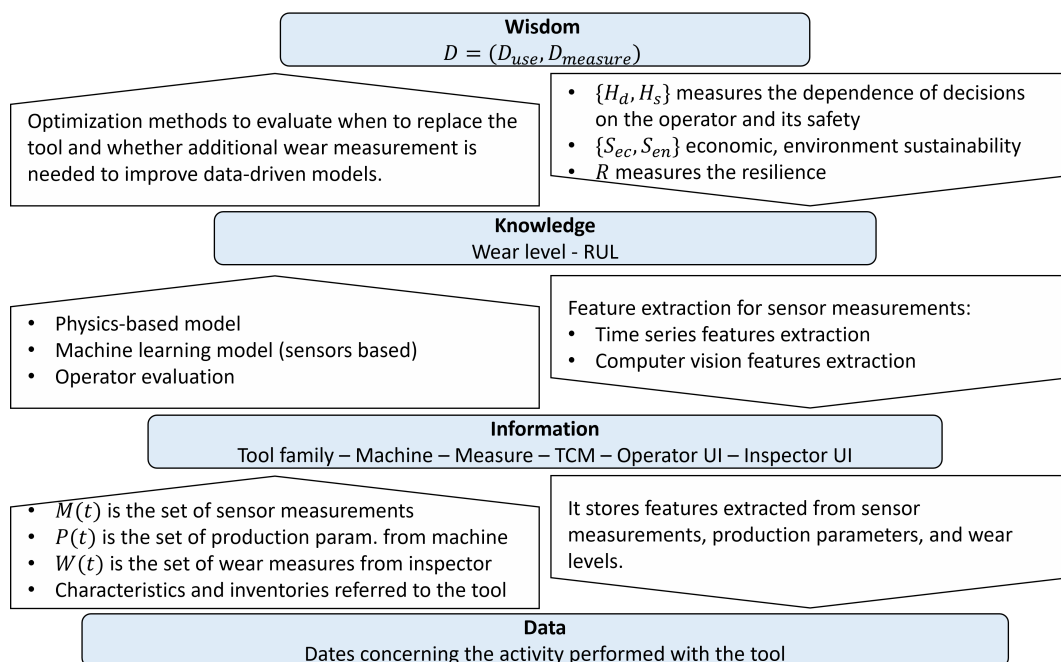 Wisdom
D = (D_use, D_measure)
Optimization methods to evaluate when to replace the
tool and whether additional wear measurement is
needed to improve data-driven models.
• {H_d, H_s} measures the dependence of decisions
on the operator and its safety
• {S_ec, S_en} economic, environment sustainability
• R measures the resilience
Knowledge
Wear level - RUL
• Physics-based model
• Machine learning model (sensors based)
• Operator evaluation
Feature extraction for sensor measurements:
• Time series features extraction
• Computer vision features extraction
Information
Tool family – Machine – Measure – TCM – Operator UI – Inspector UI
• M(t) is the set of sensor measurements
• P(t) is the set of production param. from machine
• W(t) is the set of wear measures from inspector
• Characteristics and inventories referred to the tool
It stores features extracted from sensor
measurements, production parameters, and wear
levels.
Data
Dates concerning the activity performed with the tool